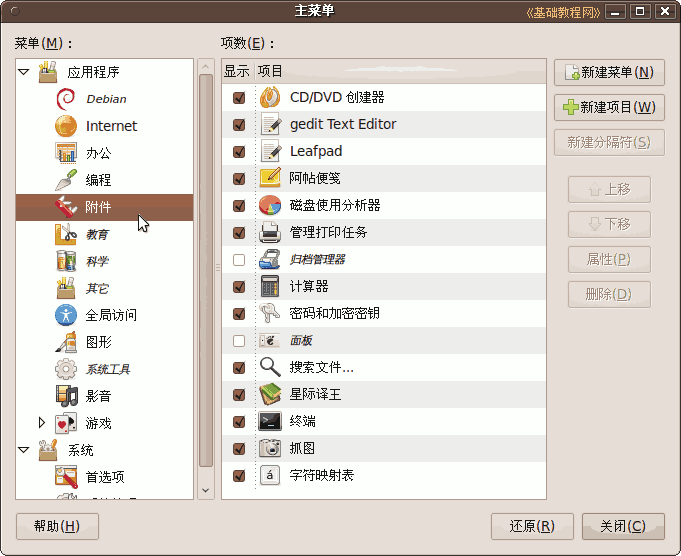 主菜单
《基础教程网》
菜单(M)：
项数(E)：
应用程序
Debian
Internet
办公
编程
附件
教育
科学
其它
全局访问
图形
系统工具
影音
游戏
系统
首选项
显示 项目
CD/DVD 创建器
gedit Text Editor
Leafpad
阿帖便笺
磁盘使用分析器
管理打印任务
归档管理器
计算器
密码和加密密钥
面板
搜索文件...
星际译王
终端
抓图
字符映射表
新建菜单(N)
新建项目(W)
新建分隔符(S)
上移
下移
属性(P)
删除(D)
帮助(H)
还原(R)
关闭(C)